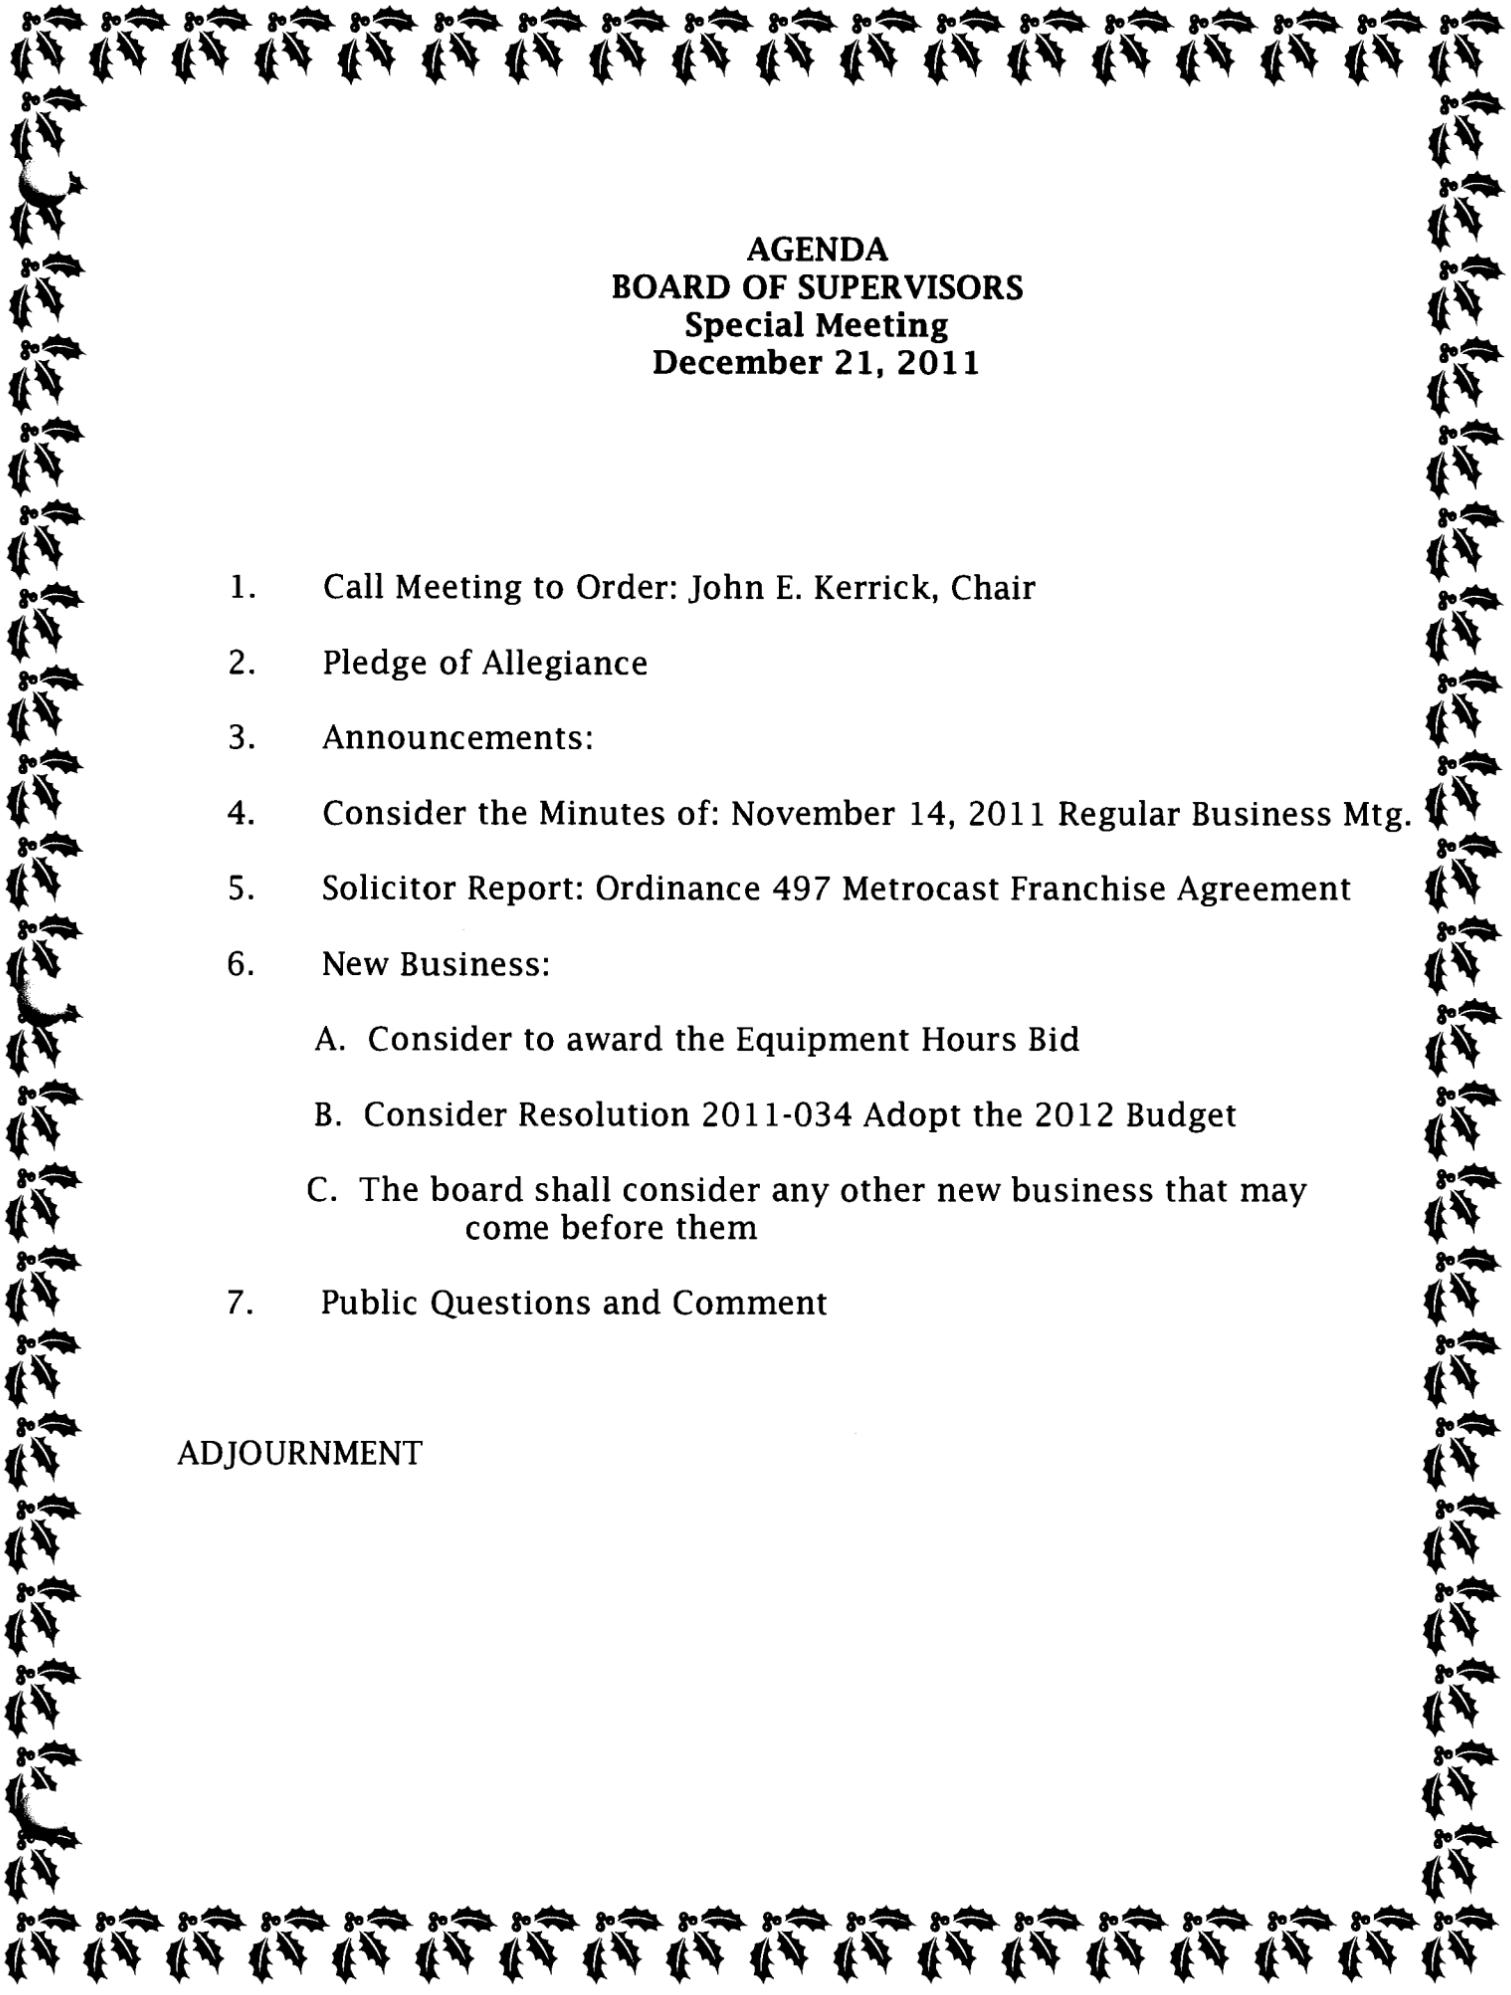 AGENDA
BOARD OF SUPERVISORS
Special Meeting
December 21, 2011
1. Call Meeting to Order: John E. Kerrick, Chair
2. Pledge of Allegiance
3. Announcements:
4. Consider the Minutes of: November 14, 2011 Regular Business Mtg.
5. Solicitor Report: Ordinance 497 Metrocast Franchise Agreement
6. New Business:
A. Consider to award the Equipment Hours Bid
B. Consider Resolution 2011-034 Adopt the 2012 Budget
C. The board shall consider any other new business that may
come before them
7. Public Questions and Comment
ADJOURNMENT